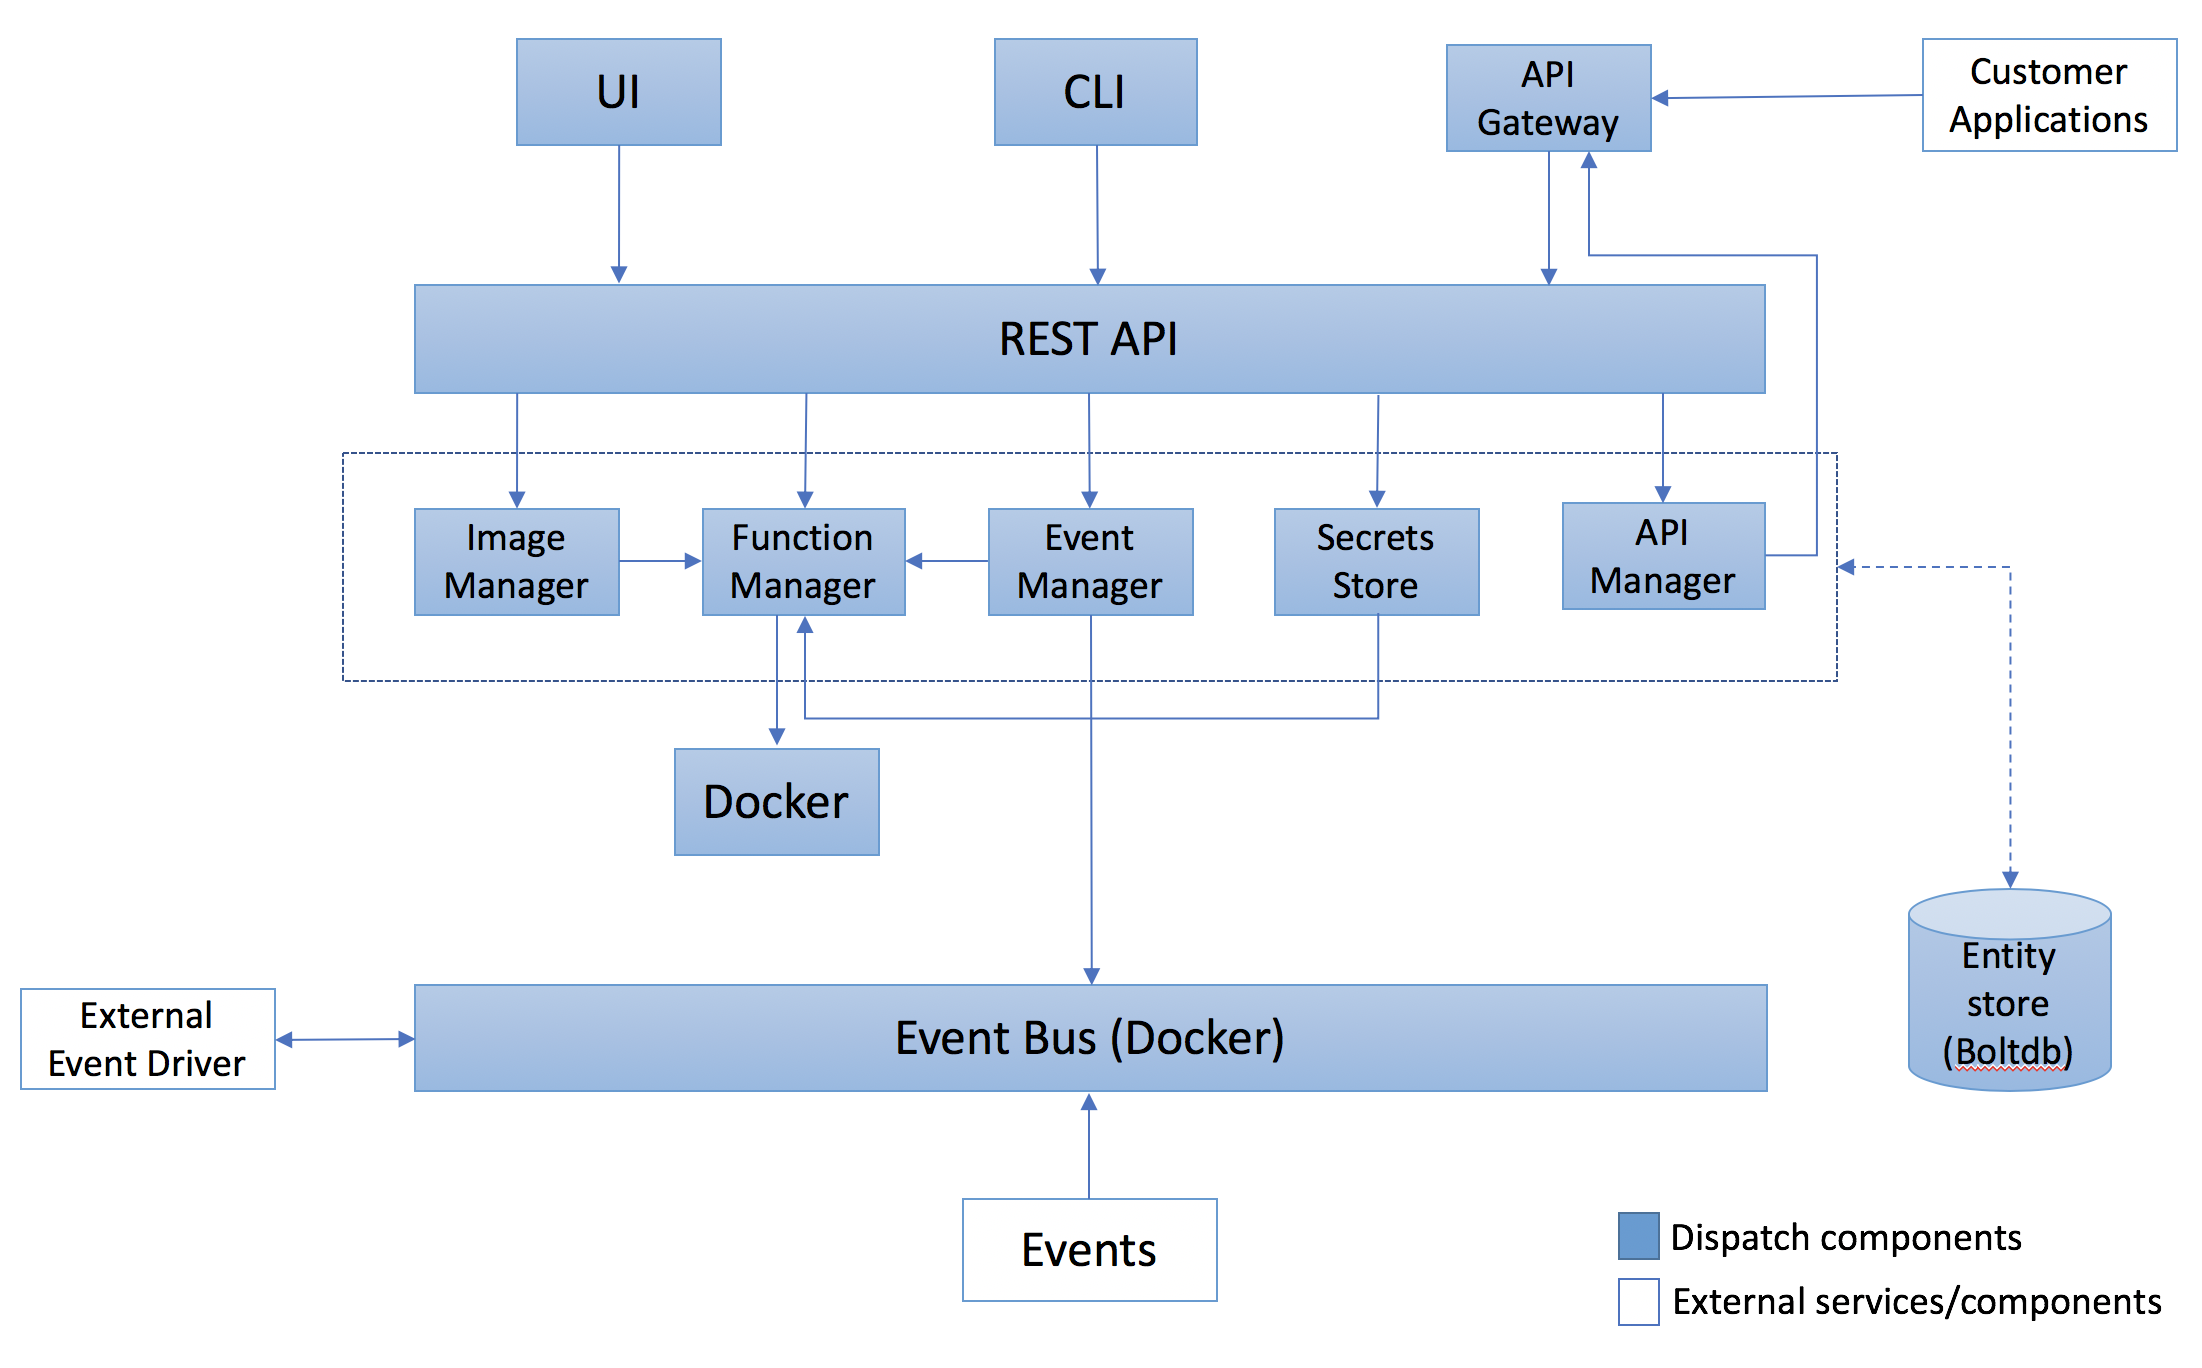 UI
CLI
API
Gateway
Customer
Applications
REST API
Image
Manager
Function
Manager
Event
Manager
Secrets
Store
API
Manager
Docker
Entity
store
(Boltdb)
External
Event Driver
Event Bus (Docker)
Events
Dispatch components
External services/components